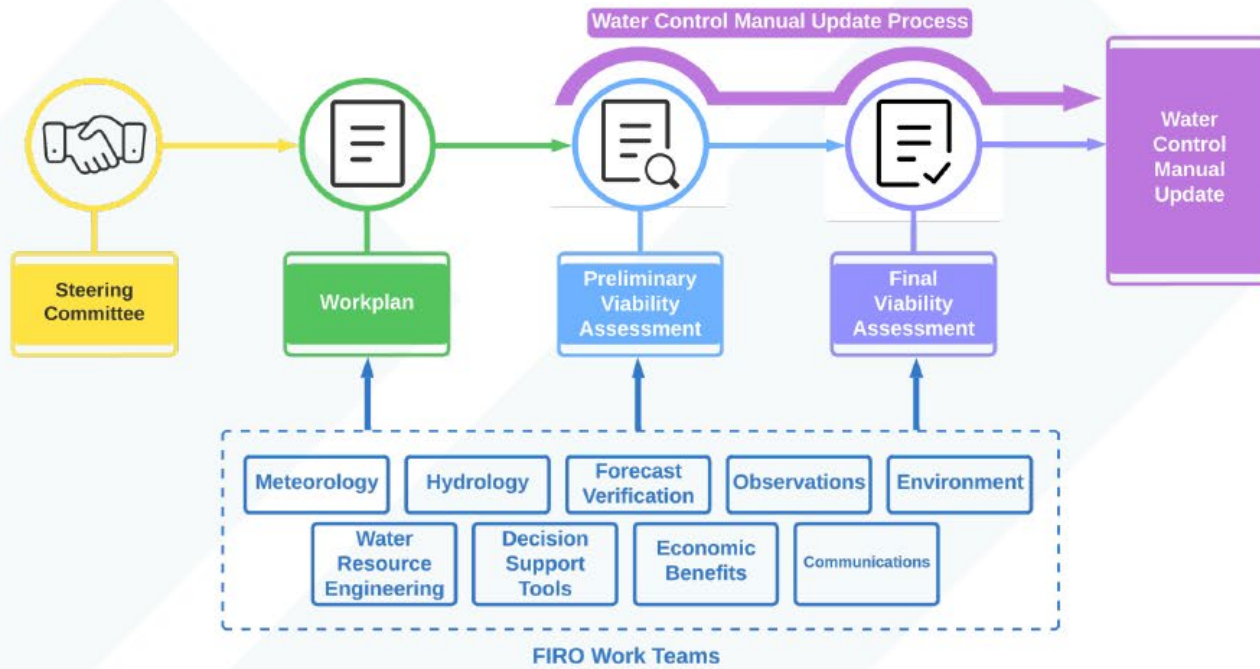 Water Control Manual Update Process
Water
Control
Manual
Update
Steering
Committee
Workplan
Preliminary
Viability
Assessment
Final
Viability
Assessment
Meteorology
Hydrology
Forecast
Verification
Observations
Environment
Water
Resource
Engineering
Decision
Support
Tools
Economic
Benefits
Communications
FIRO Work Teams